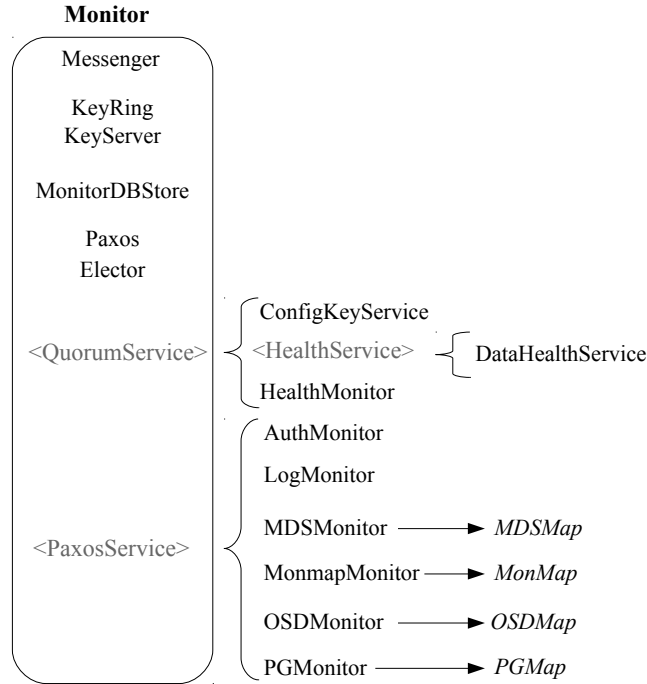 Monitor
Messenger
KeyRing
KeyServer
MonitorDBStore
Paxos
Elector
<QuorumService>
ConfigKeyService
<HealthService>
DataHealthService
HealthMonitor
<PaxosService>
AuthMonitor
LogMonitor
MDSMonitor MDSMap
MonmapMonitor MonMap
OSDMonitor OSDMap
PGMonitor PGMap